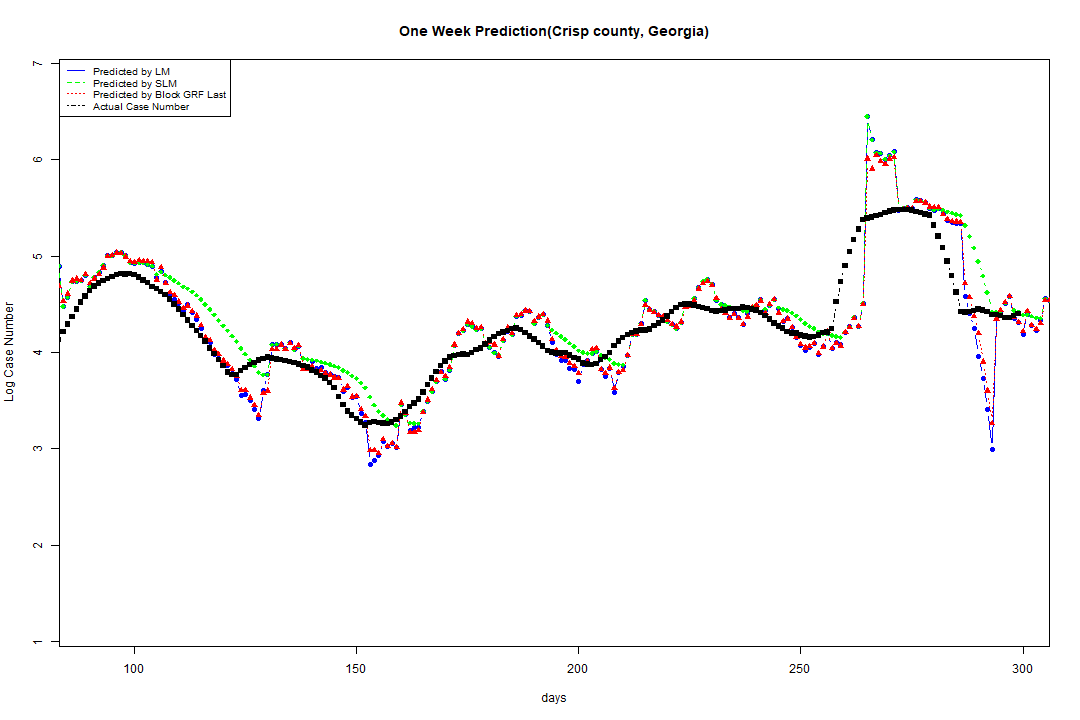 One Week Prediction(Crisp county, Georgia)
Predicted by LM
Predicted by SLM
Predicted by Block GRF Last
Actual Case Number
7
6
5
4
3
2
1
Log Case Number
100 150 200 250 300
days